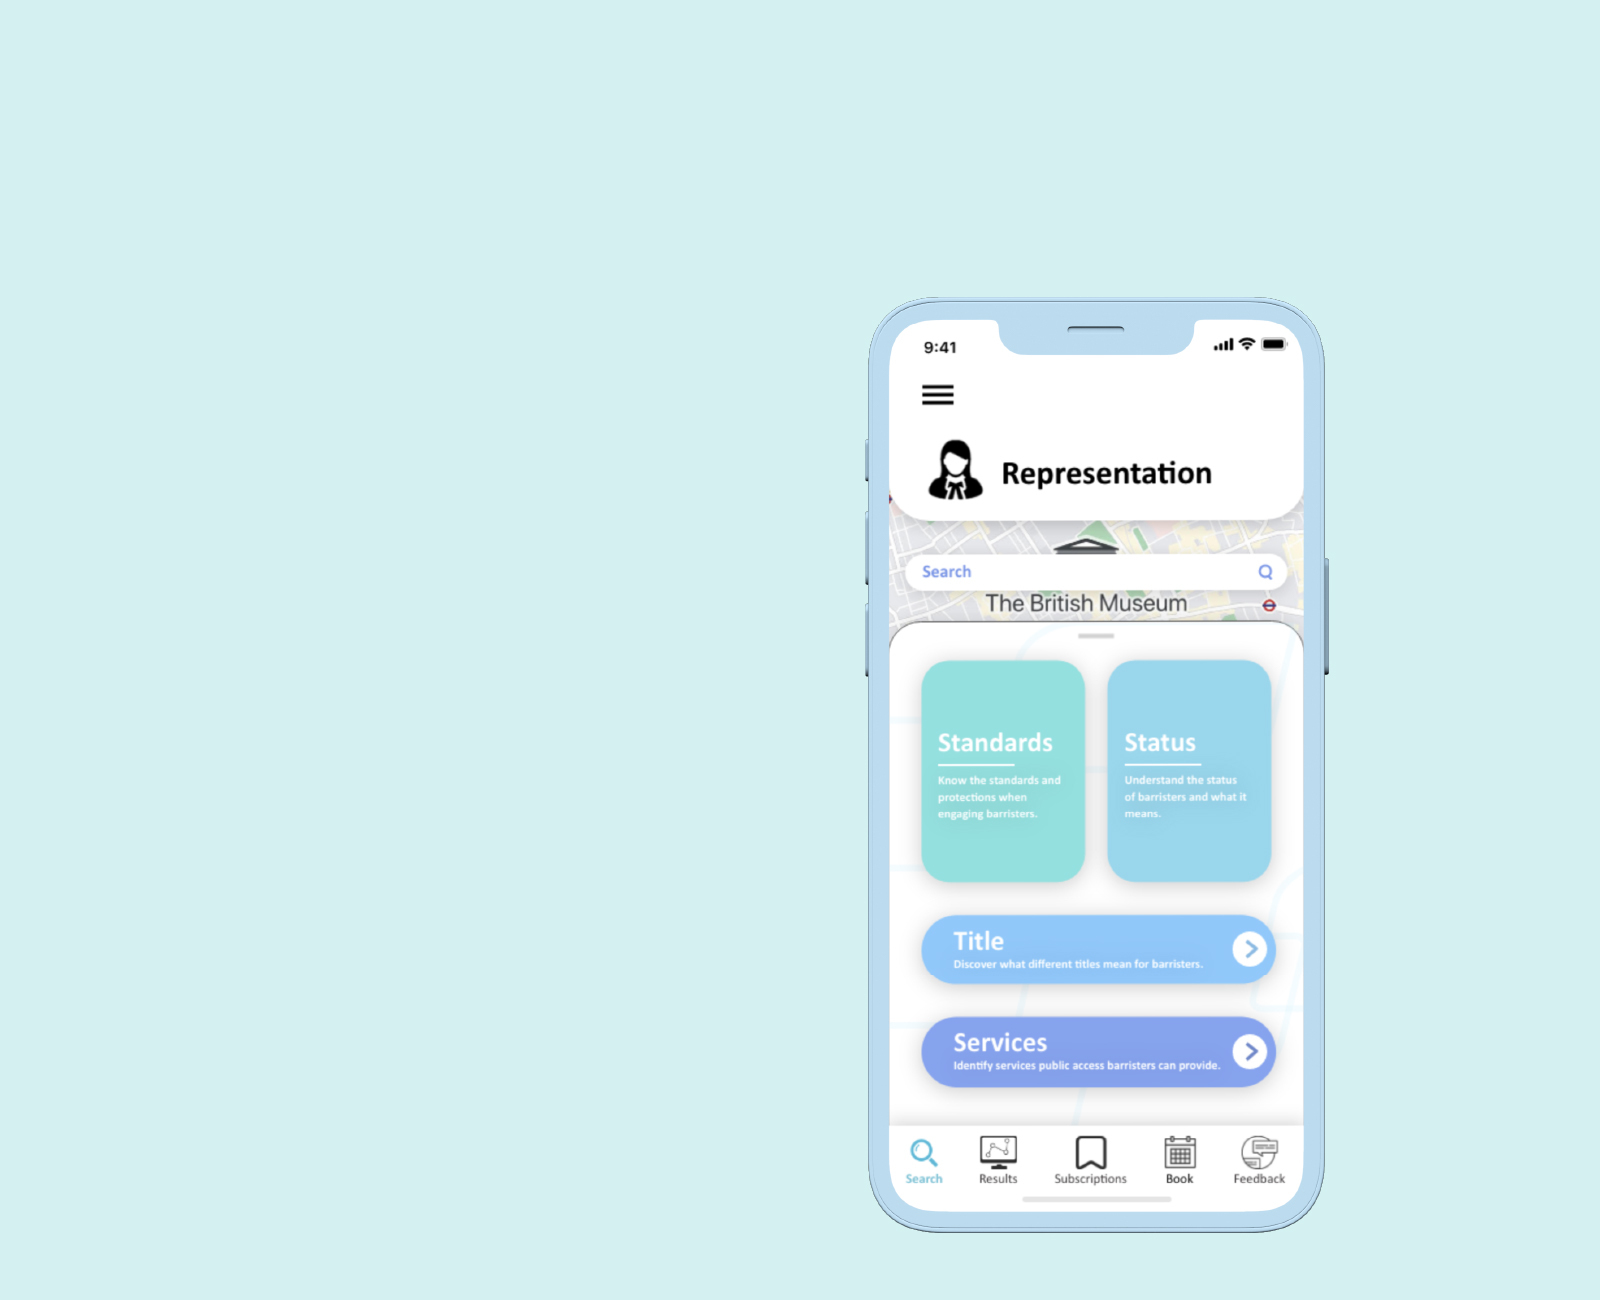 9:41
Representation
Search
The British Museum
Standards
Know the standards and
protections when
engaging barristers.
Status
Understand the status
of barristers and what it
means.
Title
Discover what different titles mean for barristers.
Services
Identify services public access barristers can provide.
Search
Results
Subscriptions
Book
Feedback